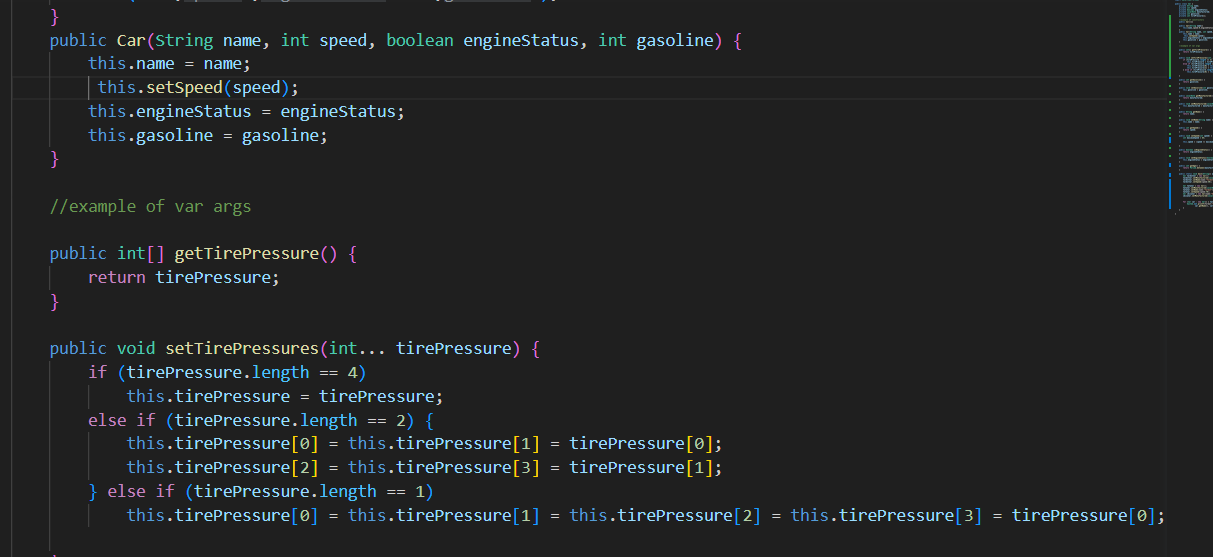 }
public Car(String name, int speed, boolean engineStatus, int gasoline) {
this.name = name;
this.setSpeed(speed);
this.engineStatus = engineStatus;
this.gasoline = gasoline;
}
//example of var args
public int[] getTirePressure() {
return tirePressure;
}
public void setTirePressures(int... tirePressure) {
if (tirePressure.length == 4)
this.tirePressure = tirePressure;
else if (tirePressure.length == 2) {
this.tirePressure[0] = this.tirePressure[1] = tirePressure[0];
this.tirePressure[2] = this.tirePressure[3] = tirePressure[1];
} else if (tirePressure.length == 1)
this.tirePressure[0] = this.tirePressure[1] = this.tirePressure[2] = this.tirePressure[3] = tirePressure[0];